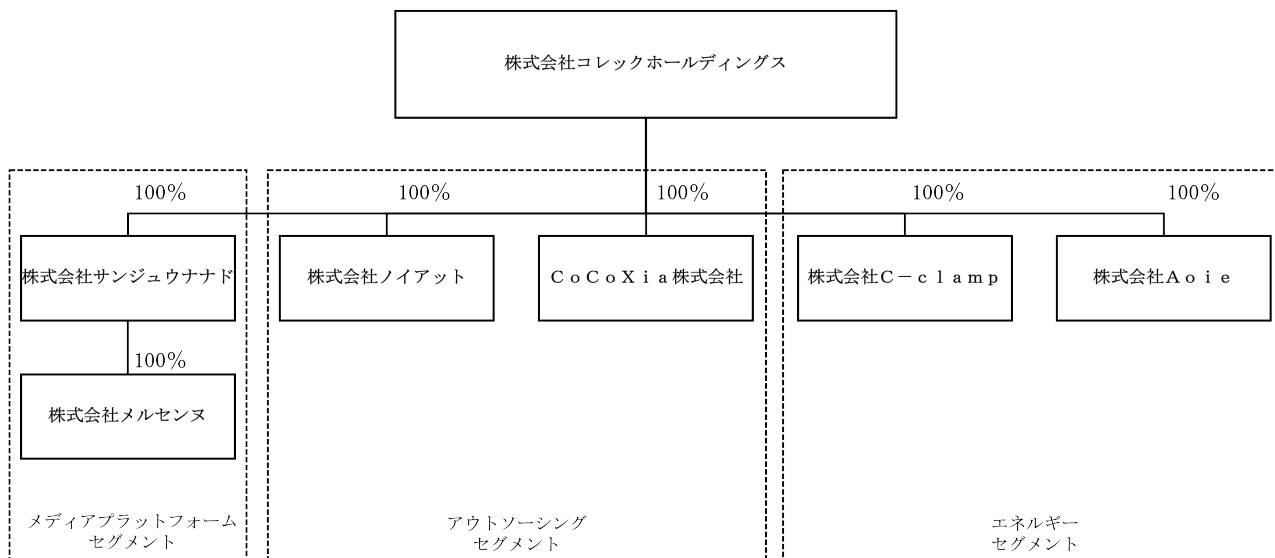 株式会社コレックホールディングス
100%
100%
100%
100%
100%
株式会社サンジュウナナド
株式会社ノイアット
CoCoXia株式会社
株式会社C－clamp
株式会社Aoie
100%
株式会社メルセンヌ
メディアプラットフォーム
セグメント
アウトソーシング
セグメント
エネルギー
セグメント